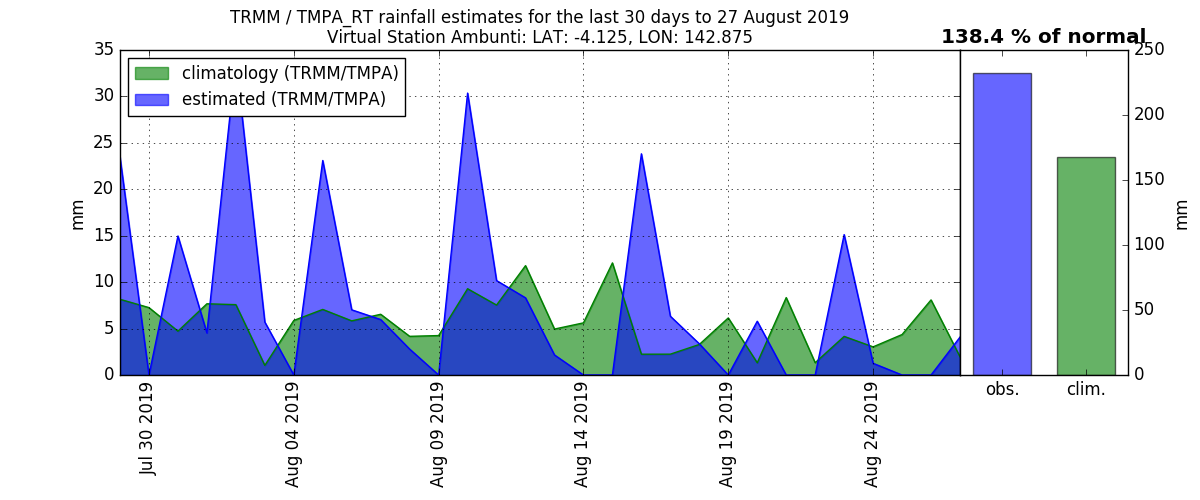 TRMM / TMPA_RT rainfall estimates for the last 30 days to 27 August 2019
Virtual Station Ambunti: LAT: -4.125, LON: 142.875
138.4 % of normal
climatology (TRMM/TMPA)
estimated (TRMM/TMPA)
35
30
25
20
15
10
5
0
mm
Jul 30 2019
Aug 04 2019
Aug 09 2019
Aug 14 2019
Aug 19 2019
Aug 24 2019
obs.
clim.
250
200
150
100
50
0
mm